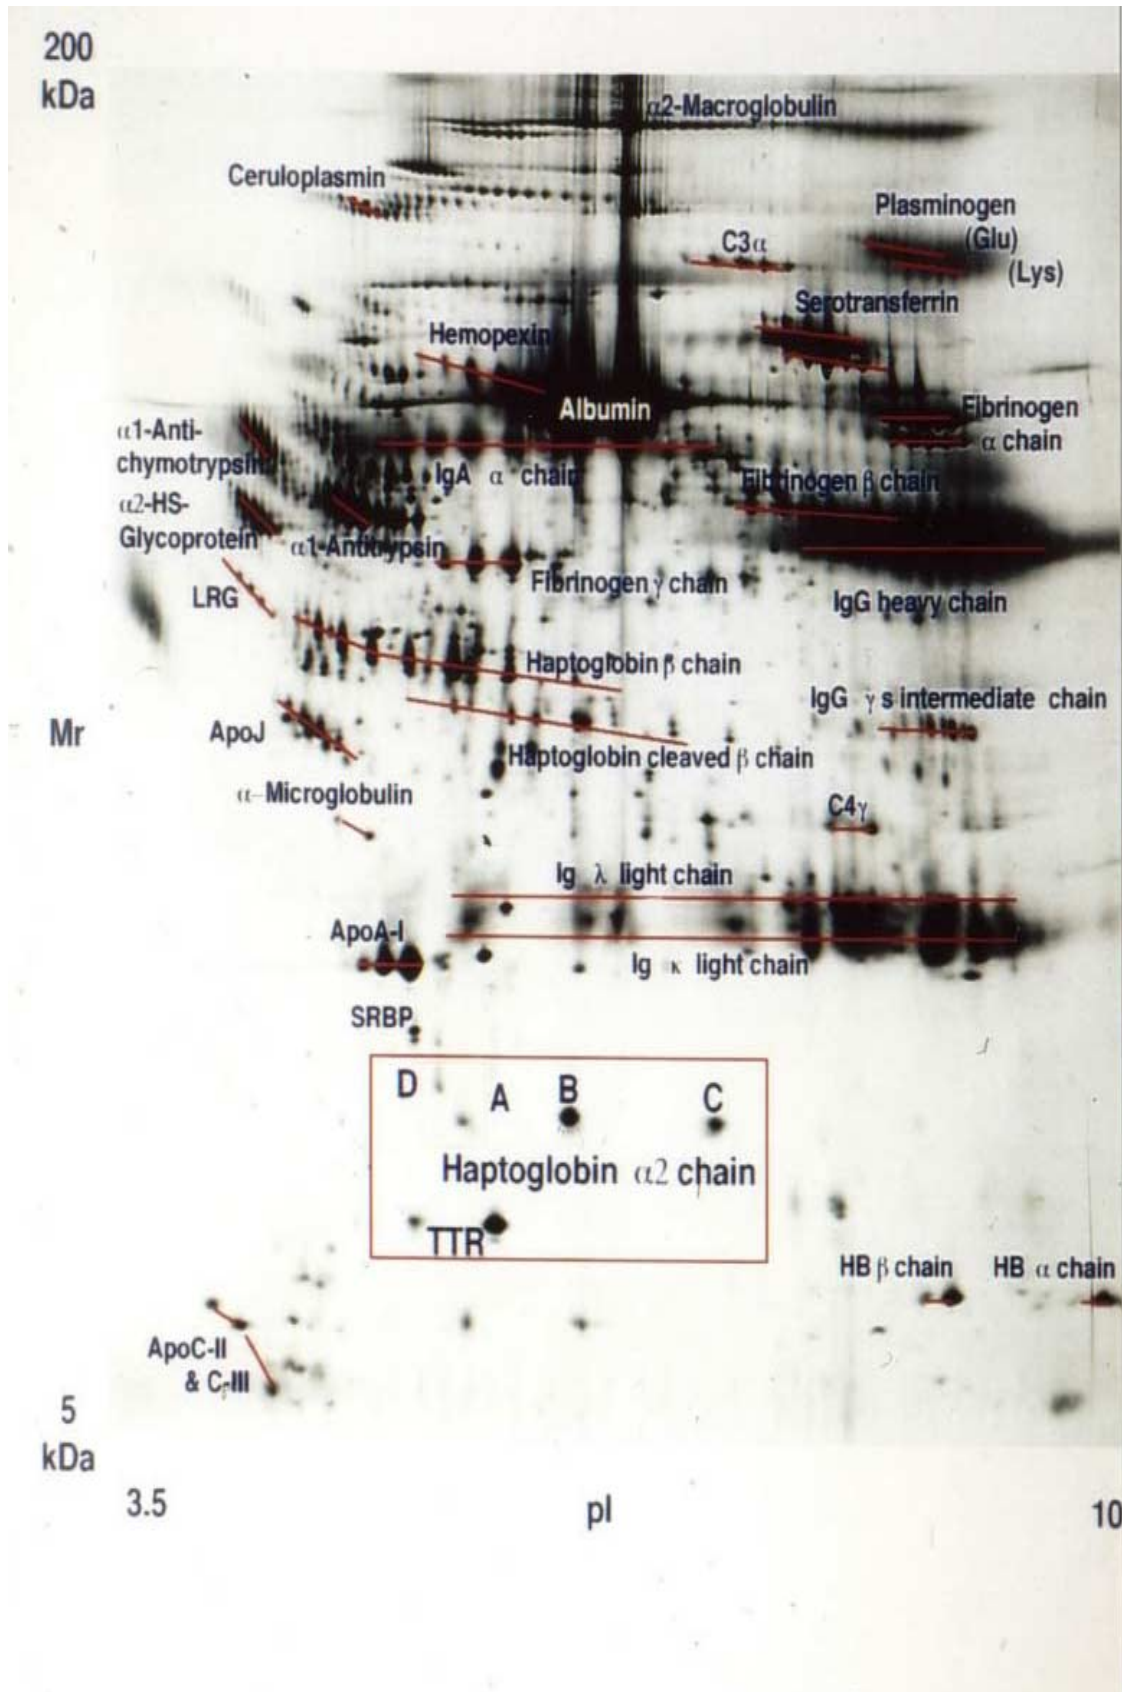 200
kDa
α2-Macroglobulin
Ceruloplasmin
Plasminogen
(Glu)
(Lys)
C3α
Serotransferrin
Hemopexin
Albumin
Fibrinogen
α chain
α1-Anti-
chymotrypsin
IgA α chain
Fibrinogen β chain
α2-HS-
Glycoprotein
α1-Antitrypsin
Fibrinogen γ chain
LRG
IgG heavy chain
Haptoglobin β chain
IgG γ s intermediate chain
Mr
ApoJ
Haptoglobin cleaved β chain
α-Microglobulin
C4γ
Ig λ light chain
ApoA-I
Ig κ light chain
SRBP
D
A
B
C
Haptoglobin α2 chain
TTR
HB β chain
HB α chain
ApoC-II
& C-III
5
kDa
3.5
pI
10